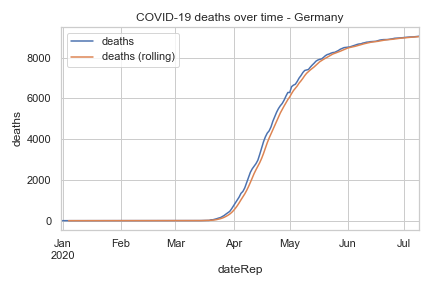 COVID-19 deaths over time - Germany
deaths
deaths (rolling)
8000
6000
4000
2000
0
deaths
Jan
2020
Feb
Mar
Apr
May
Jun
Jul
dateRep